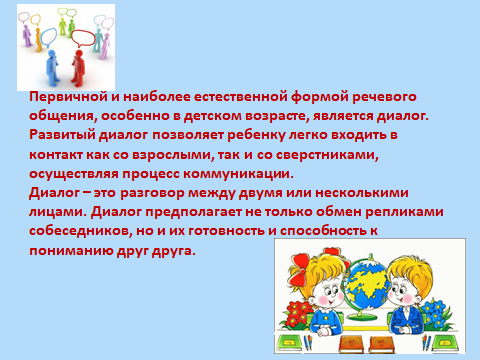 Первичной и наиболее естественной формой речевого
общения, особенно в детском возрасте, является диалог.
Развитый диалог позволяет ребенку легко входить в
контакт как со взрослыми, так и со сверстниками,
осуществляя процесс коммуникации.
Диалог – это разговор между двумя или несколькими
лицами. Диалог предполагает не только обмен репликами
собеседников, но и их готовность и способность к
пониманию друг друга.